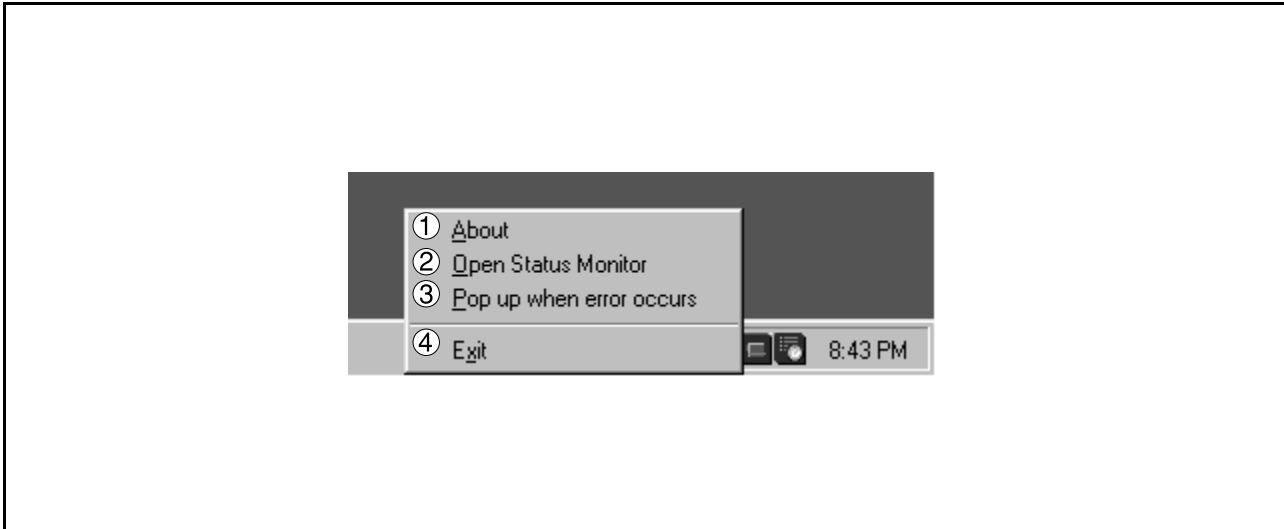 ① About
② Open Status Monitor
③ Pop up when error occurs
④ Exit
8:43 PM